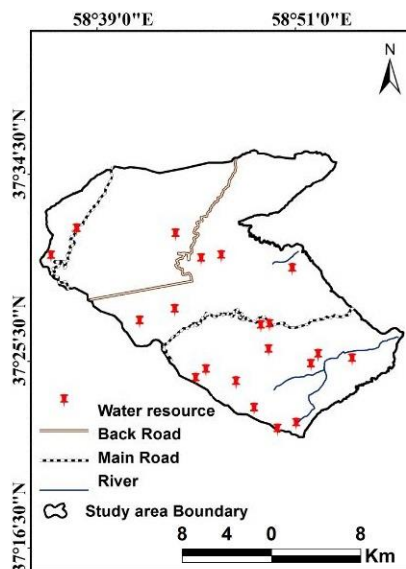 58°39'0"E 58°51'0"E
N
37°34'30"N
37°25'30"N
37°16'30"N
Water resource
Back Road
Main Road
River
Study area Boundary
8 4 0 8
Km